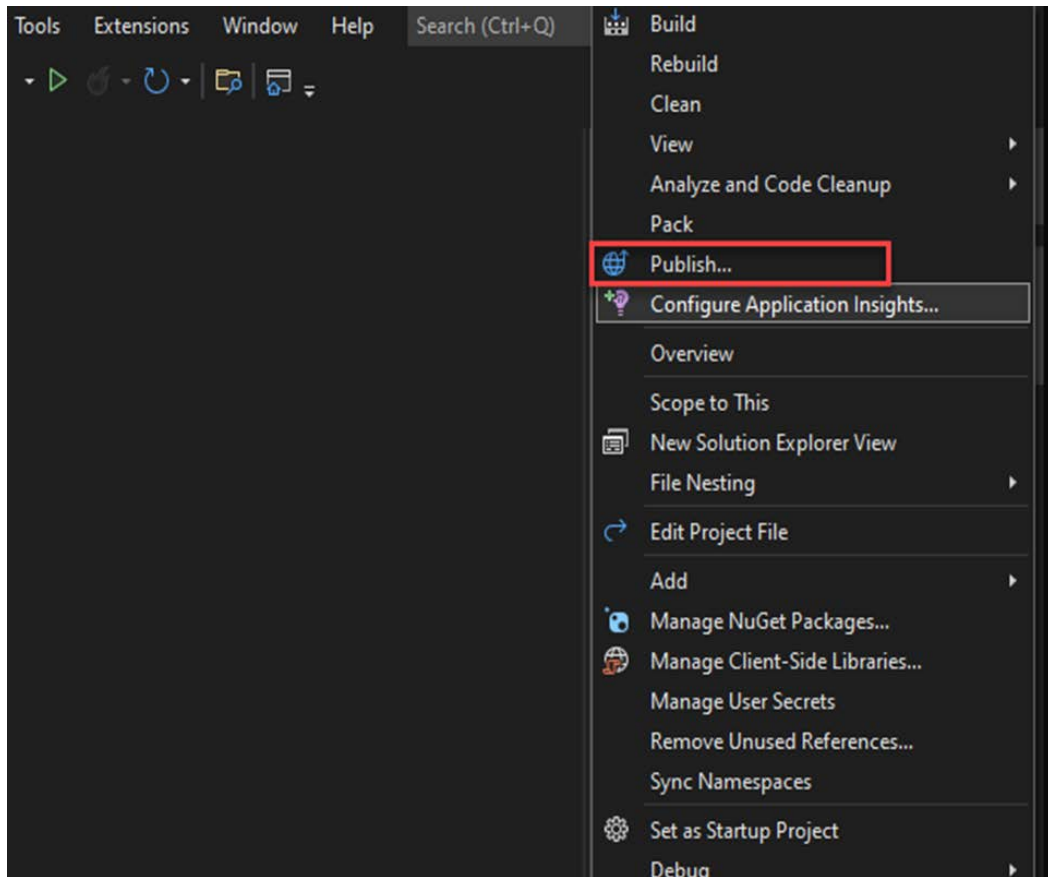 Tools Extensions Window Help Search (Ctrl+Q)
Build
Rebuild
Clean
View
Analyze and Code Cleanup
Pack
Publish...
Configure Application Insights...
Overview
Scope to This
New Solution Explorer View
File Nesting
Edit Project File
Add
Manage NuGet Packages...
Manage Client-Side Libraries...
Manage User Secrets
Remove Unused References...
Sync Namespaces
Set as Startup Project
Debug